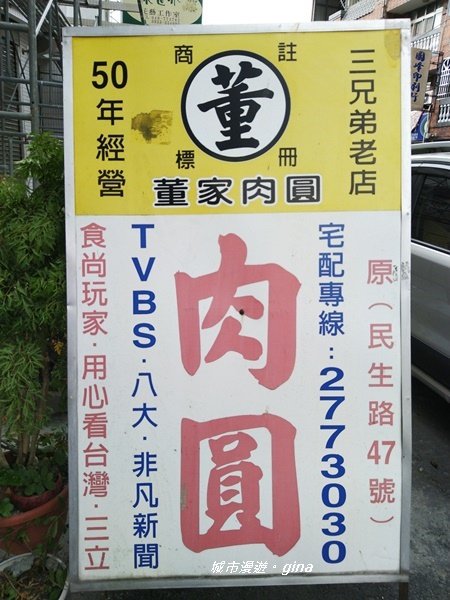 三兄弟老店
註冊
商標
董
50年經營
董家肉圓
原（民生路47號）
宅配專線：2773030
肉圓
TVBS．八大．非凡新聞
食尚玩家．用心看台灣．三立
城市漫遊。gina